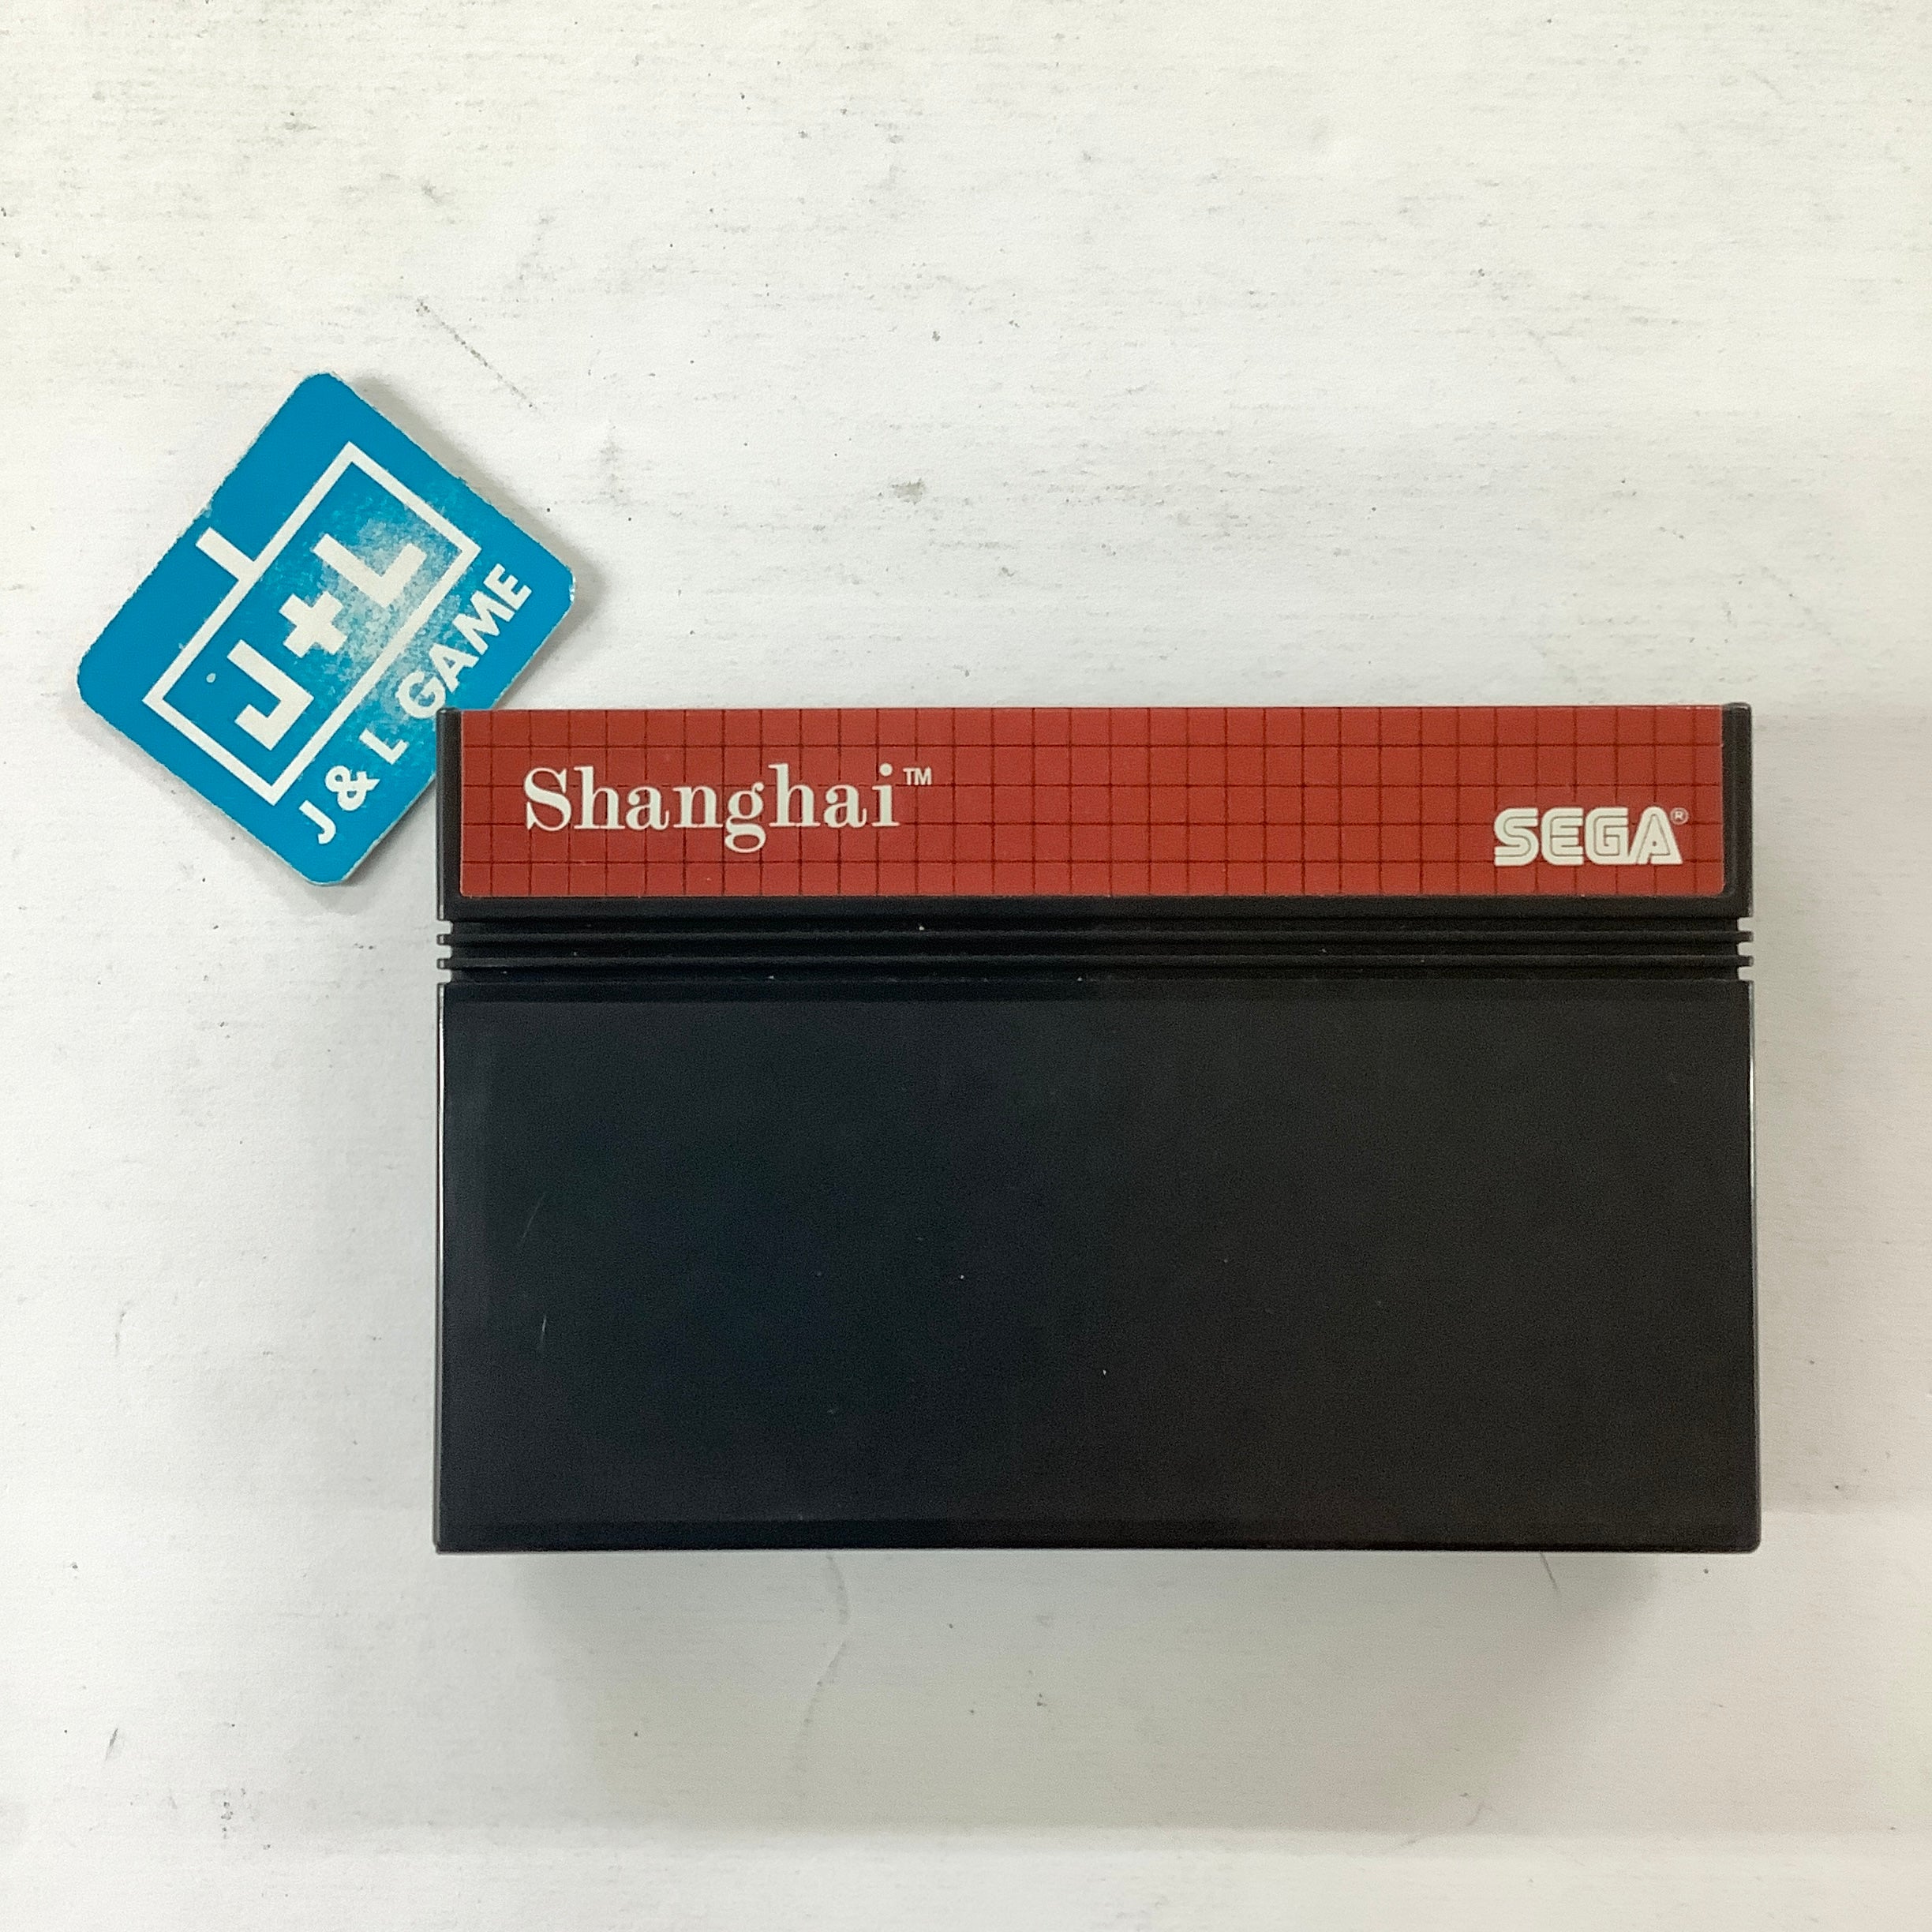 J+L
J & L GAME
Shanghai™
SEGA®